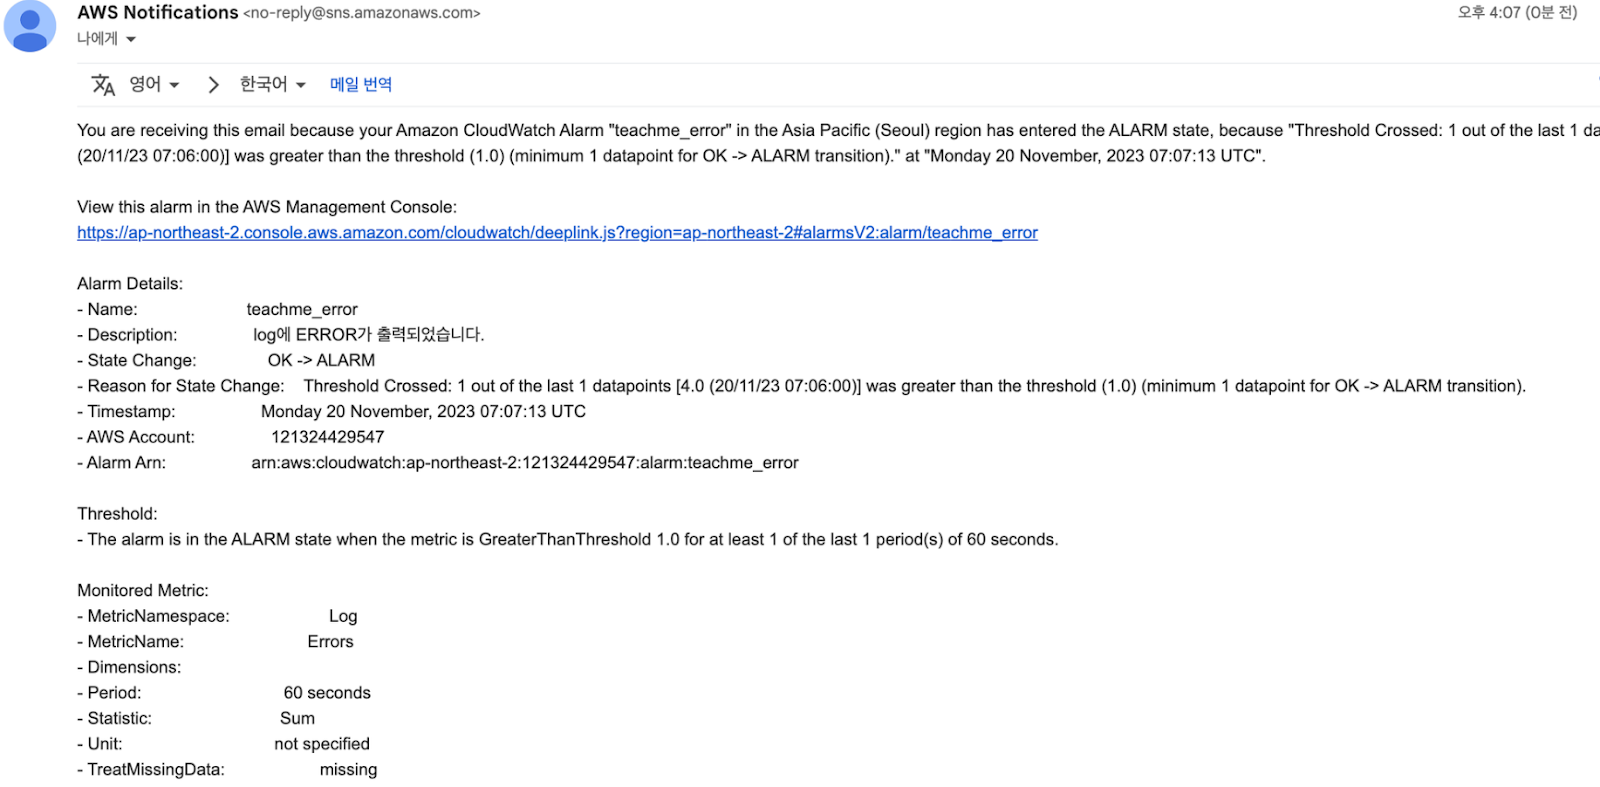 AWS Notifications <no-reply@sns.amazonaws.com>
오후 4:07 (0분 전)
나에게
영어
한국어
메일 번역
You are receiving this email because your Amazon CloudWatch Alarm "teachme_error" in the Asia Pacific (Seoul) region has entered the ALARM state, because "Threshold Crossed: 1 out of the last 1 da
(20/11/23 07:06:00)] was greater than the threshold (1.0) (minimum 1 datapoint for OK -> ALARM transition)." at "Monday 20 November, 2023 07:07:13 UTC".
View this alarm in the AWS Management Console:
https://ap-northeast-2.console.aws.amazon.com/cloudwatch/deeplink.js?region=ap-northeast-2#alarmsV2:alarm/teachme_error
Alarm Details:
- Name: teachme_error
- Description: log에 ERROR가 출력되었습니다.
- State Change: OK -> ALARM
- Reason for State Change: Threshold Crossed: 1 out of the last 1 datapoints [4.0 (20/11/23 07:06:00)] was greater than the threshold (1.0) (minimum 1 datapoint for OK -> ALARM transition).
- Timestamp: Monday 20 November, 2023 07:07:13 UTC
- AWS Account: 121324429547
- Alarm Arn: arn:aws:cloudwatch:ap-northeast-2:121324429547:alarm:teachme_error
Threshold:
- The alarm is in the ALARM state when the metric is GreaterThanThreshold 1.0 for at least 1 of the last 1 period(s) of 60 seconds.
Monitored Metric:
- MetricNamespace: Log
- MetricName: Errors
- Dimensions:
- Period: 60 seconds
- Statistic: Sum
- Unit: not specified
- TreatMissingData: missing